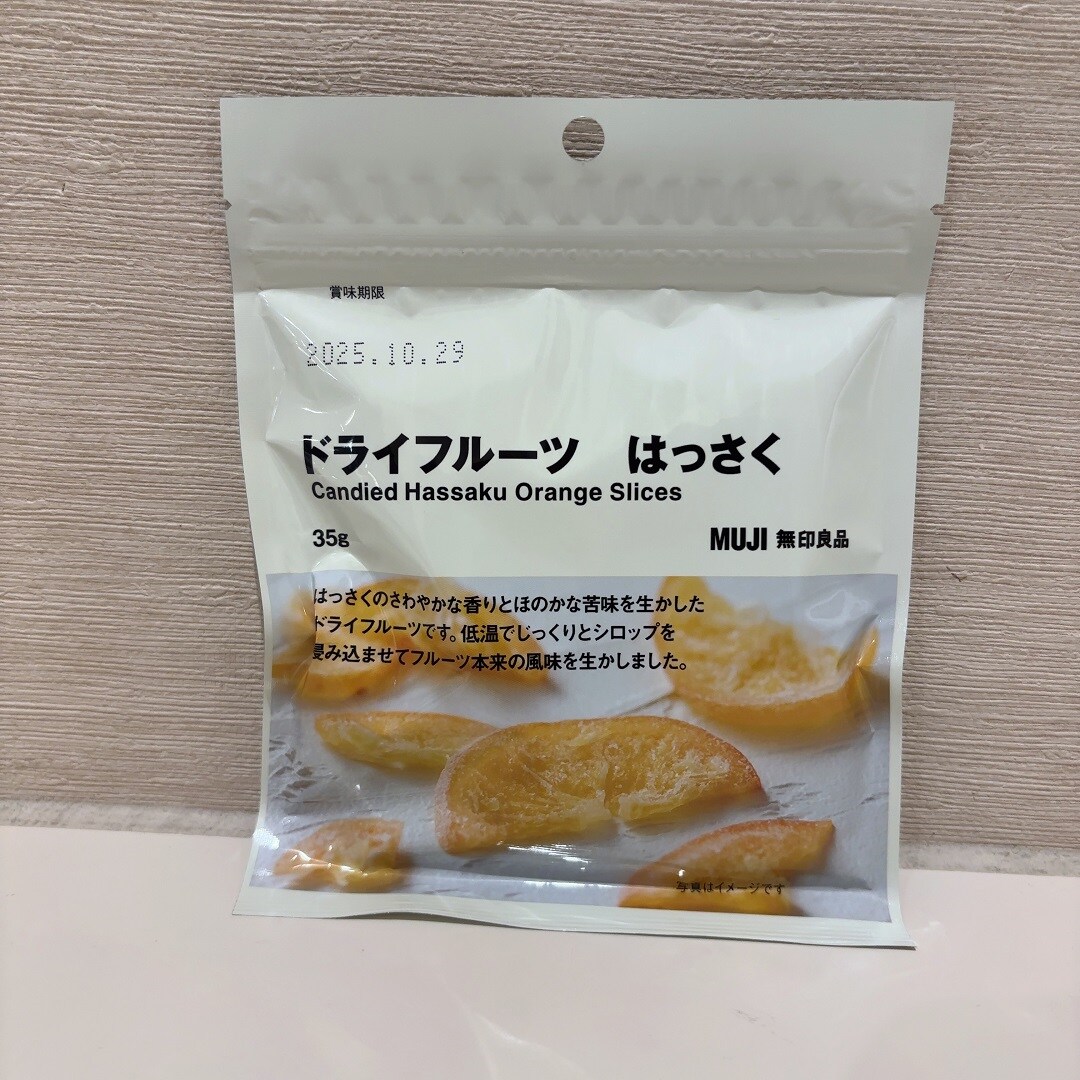 賞味期限
2025.10.29
ドライフルーツ はっさく
Candied Hassaku Orange Slices
35g
MUJI 無印良品
はっさくのさわやかな香りとほのかな苦味を生かした
ドライフルーツです。低温でじっくりとシロップを
浸み込ませてフルーツ本来の風味を生かしました。
写真はイメージです